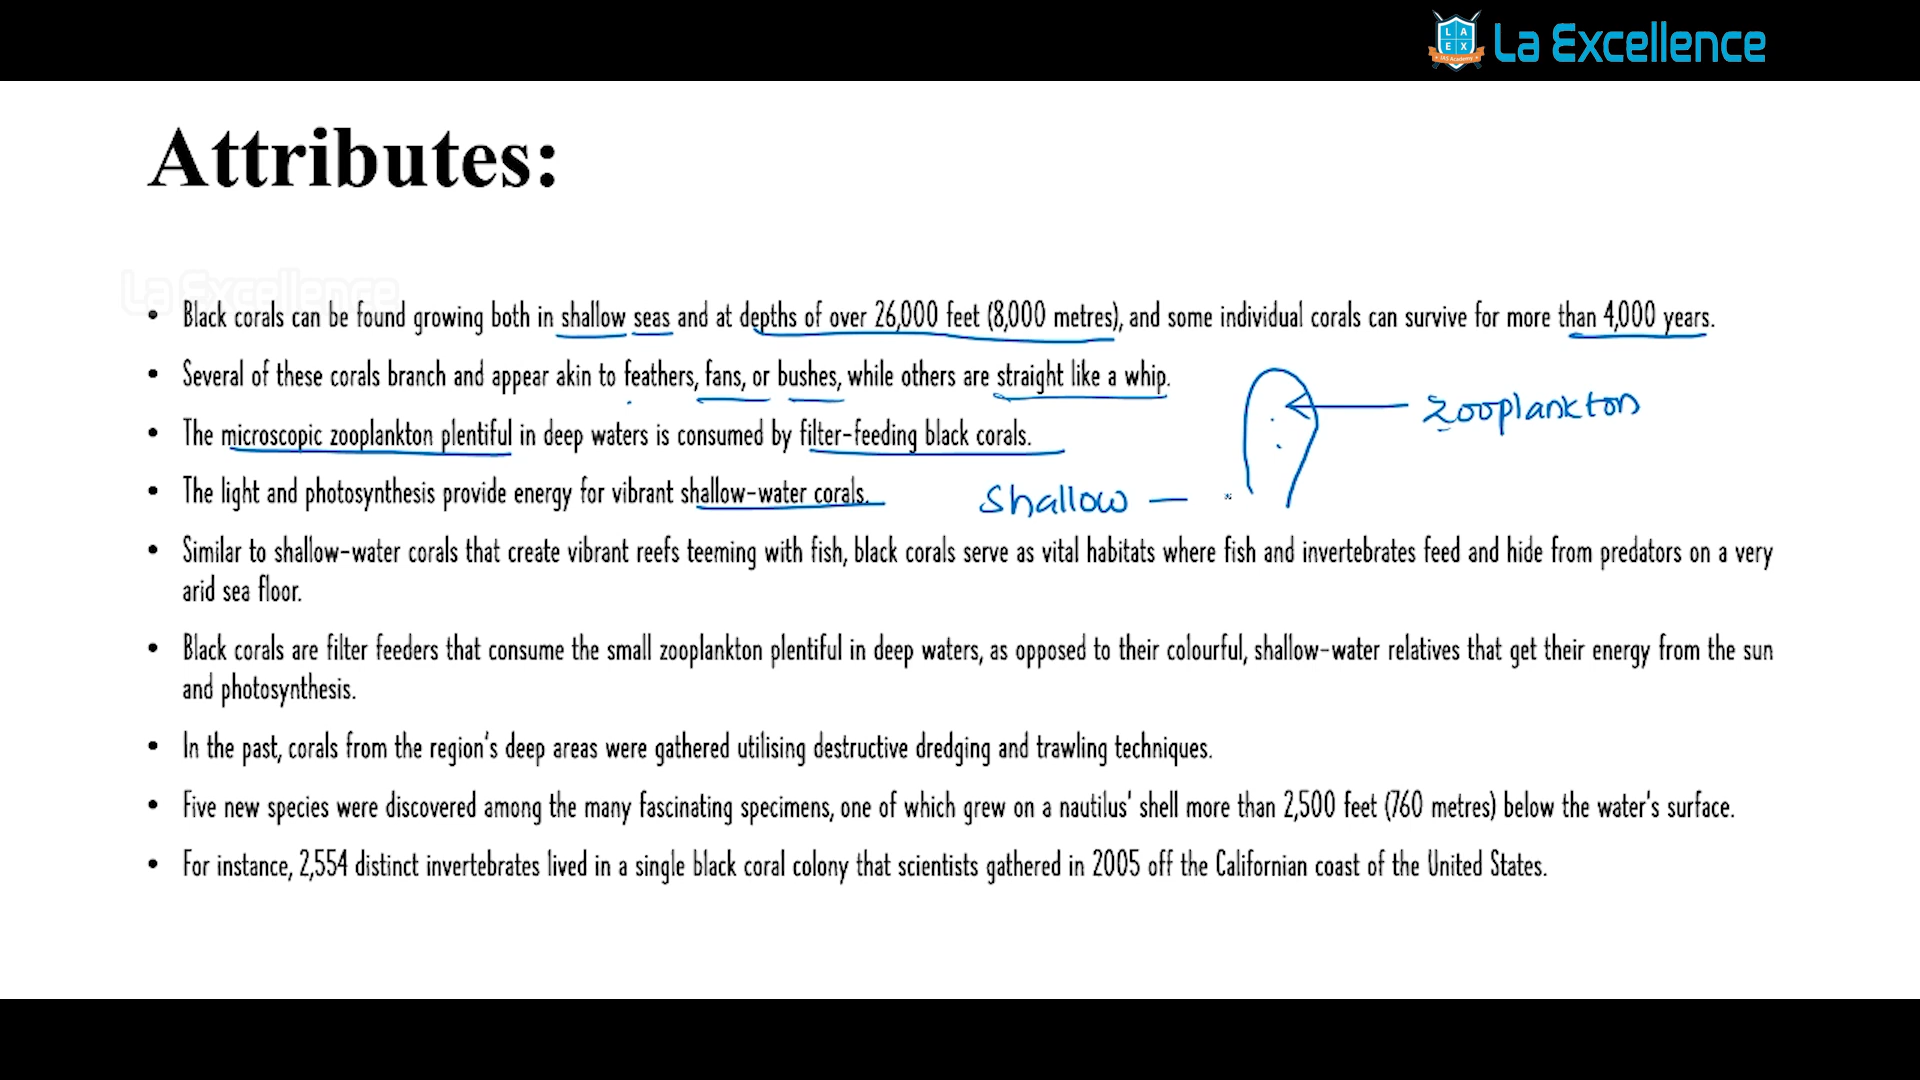 LA EX
IAS Academy
La Excellence
Attributes:
La Excellence
• Black corals can be found growing both in shallow seas and at depths of over 26,000 feet (8,000 metres), and some individual corals can survive for more than 4,000 years.
• Several of these corals branch and appear akin to feathers, fans, or bushes, while others are straight like a whip.
zooplankton
• The microscopic zooplankton plentiful in deep waters is consumed by filter-feeding black corals.
• The light and photosynthesis provide energy for vibrant shallow-water corals.
Shallow —
• Similar to shallow-water corals that create vibrant reefs teeming with fish, black corals serve as vital habitats where fish and invertebrates feed and hide from predators on a very
arid sea floor.
• Black corals are filter feeders that consume the small zooplankton plentiful in deep waters, as opposed to their colourful, shallow-water relatives that get their energy from the sun
and photosynthesis.
• In the past, corals from the region's deep areas were gathered utilising destructive dredging and trawling techniques.
• Five new species were discovered among the many fascinating specimens, one of which grew on a nautilus' shell more than 2,500 feet (760 metres) below the water's surface.
• For instance, 2,554 distinct invertebrates lived in a single black coral colony that scientists gathered in 2005 off the Californian coast of the United States.